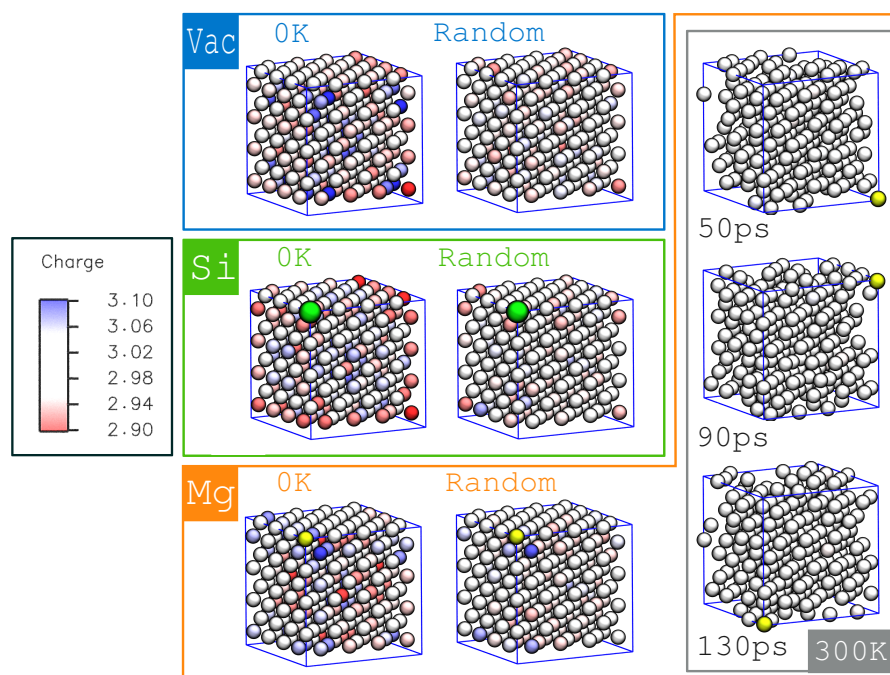 Vac
0K
Random
50ps
Si
0K
Random
Charge
3.10
3.06
3.02
2.98
2.94
2.90
90ps
Mg
0K
Random
130ps
300K